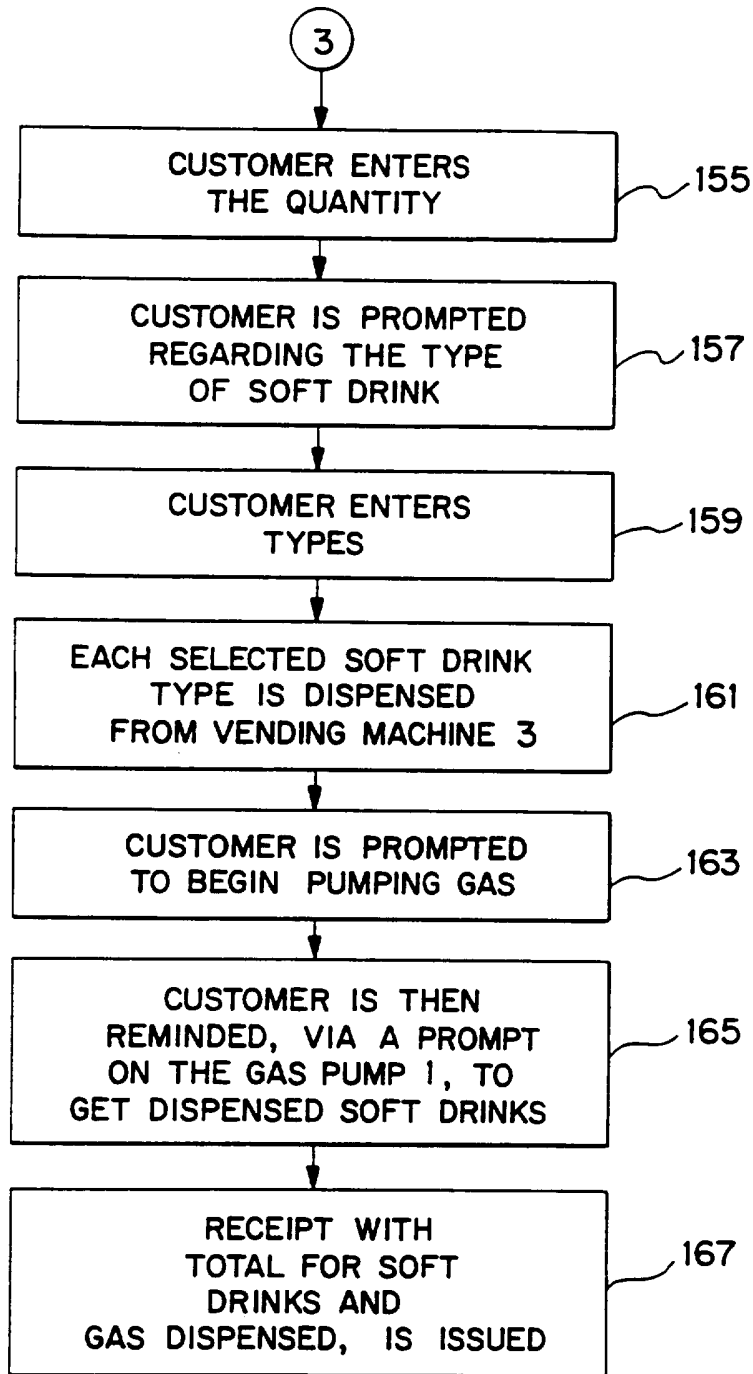 3
CUSTOMER ENTERS
THE QUANTITY
155
CUSTOMER IS PROMPTED
REGARDING THE TYPE
OF SOFT DRINK
157
CUSTOMER ENTERS
TYPES
159
EACH SELECTED SOFT DRINK
TYPE IS DISPENSED
FROM VENDING MACHINE 3
161
CUSTOMER IS PROMPTED
TO BEGIN PUMPING GAS
163
CUSTOMER IS THEN
REMINDED, VIA A PROMPT
ON THE GAS PUMP 1, TO
GET DISPENSED SOFT DRINKS
165
RECEIPT WITH
TOTAL FOR SOFT
DRINKS AND
GAS DISPENSED, IS ISSUED
167